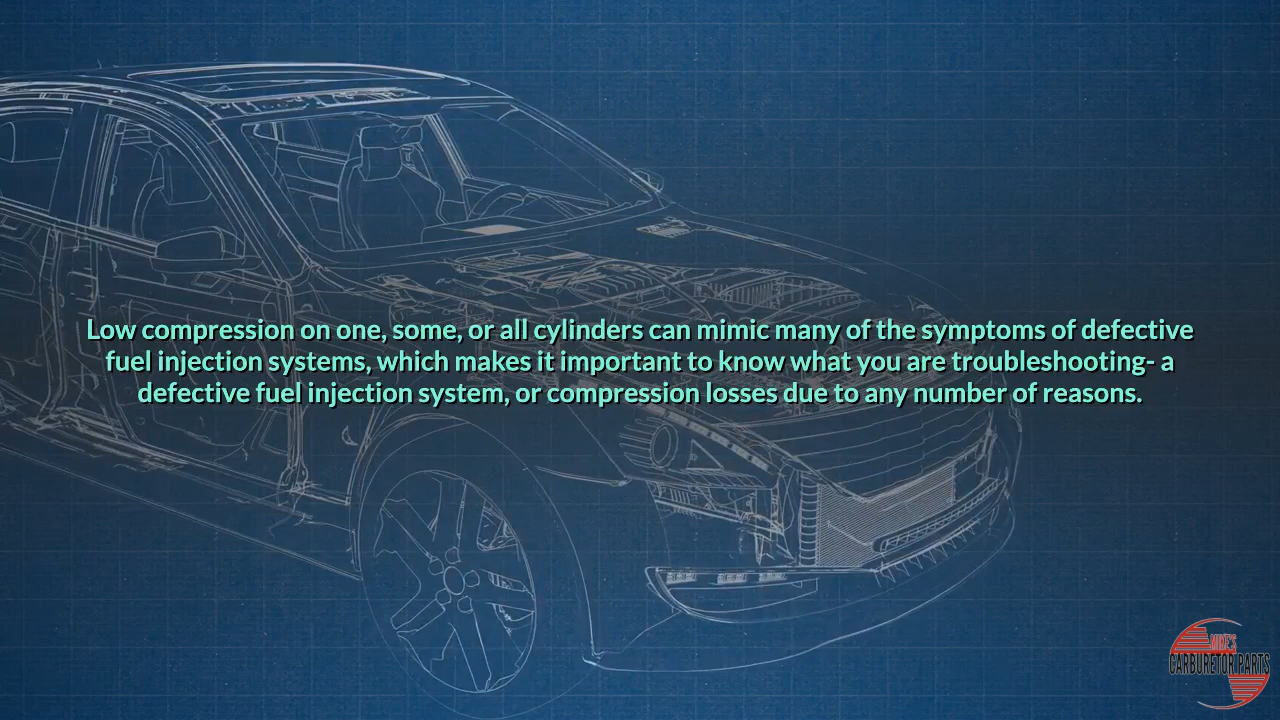 Low compression on one, some, or all cylinders can mimic many of the symptoms of defective
fuel injection systems, which makes it important to know what you are troubleshooting- a
defective fuel injection system, or compression losses due to any number of reasons.
MIKE'S
CARBURETOR PARTS